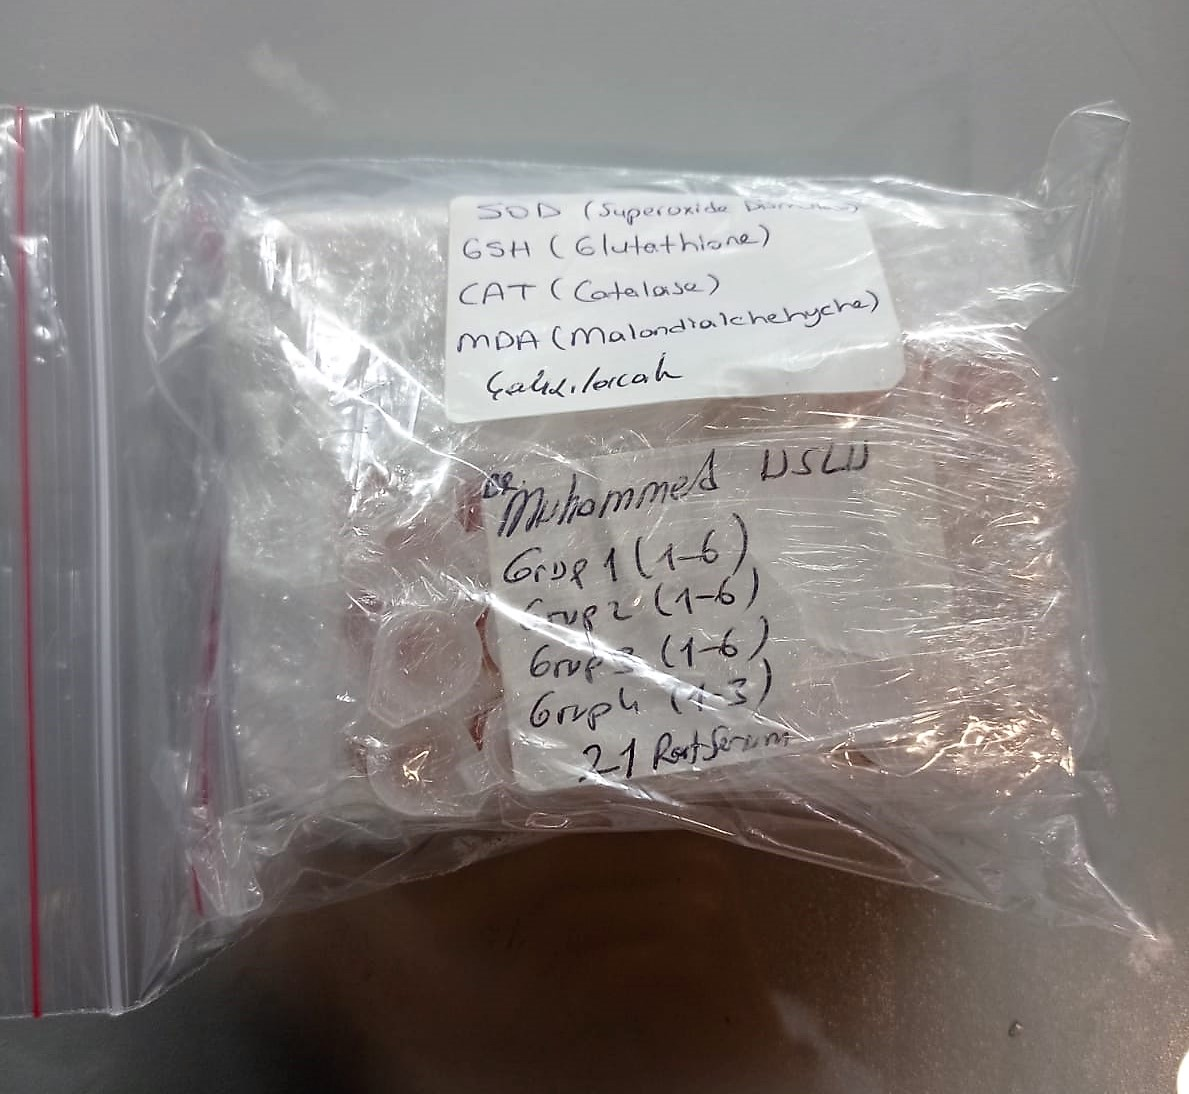 SOD (Superoxide
GSH (Glutathione)
CAT (Catalase)
MDA (Malondialchehyche)
Çalışılacak
DR. Muhammed USLU
Grup 1 (1-6)
Grup 2 (1-6)
Grup 3 (1-6)
Grup 4 (1-3)
21 Rat Serum